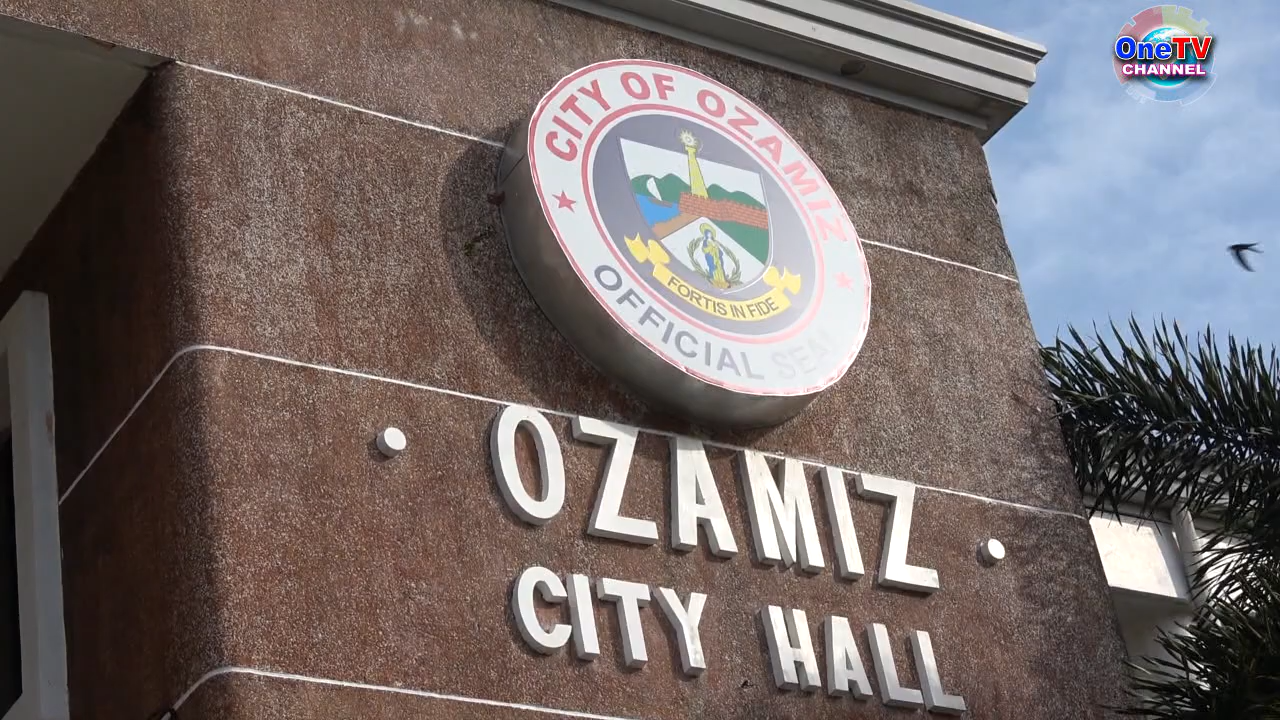 OneTV
CHANNEL
CITY OF OZAMIZ
FORTIS IN FIDE
OFFICIAL SEAL
OZAMIZ
CITY HALL